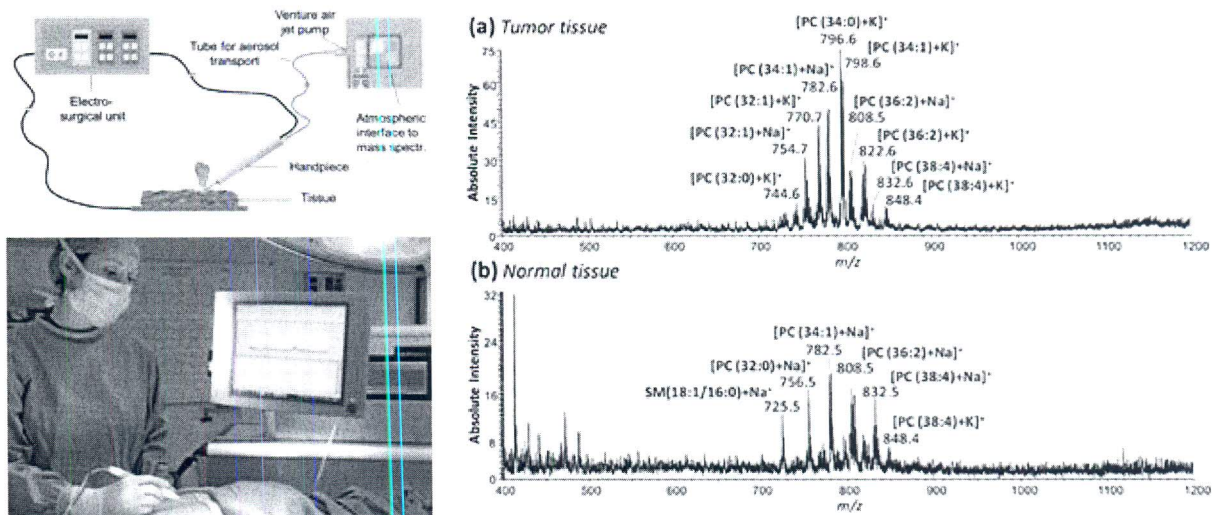 Venture air
jet pump
Tube for aerosol
transport
Electro-
surgical unit
Atmospheric
interface to
mass spectr.
Handpiece
Tissue
(a) Tumor tissue
[PC (34:0)+K]⁺
796.6
[PC (34:1)+K]⁺
798.6
[PC (34:1)+Na]⁺
782.6
[PC (32:1)+K]⁺
770.7
[PC (36:2)+Na]⁺
808.5
[PC (32:1)+Na]⁺
754.7
[PC (36:2)+K]⁺
822.6
[PC (38:4)+Na]⁺
832.6
[PC (32:0)+K]⁺
744.6
[PC (38:4)+K]⁺
848.4
Absolute Intensity
75
60
45
30
15
0
400 500 600 700 800 900 1000 1100 1200
m/z
(b) Normal tissue
[PC (34:1)+Na]⁺
782.5
[PC (36:2)+Na]⁺
808.5
[PC (32:0)+Na]⁺
756.5
[PC (38:4)+Na]⁺
832.5
SM(18:1/16:0)+Na⁺
725.5
[PC (38:4)+K]⁺
848.4
Absolute Intensity
32
24
16
8
0
400 500 600 700 800 900 1000 1100 1200
m/z